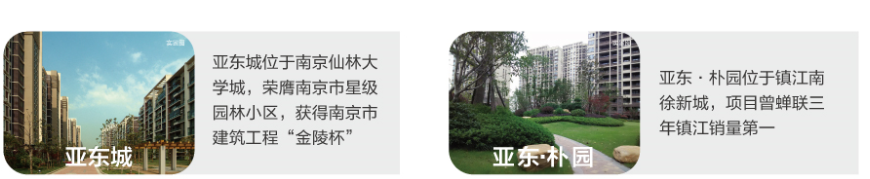 亚东城位于南京仙林大
学城，荣膺南京市星级
园林小区，获得南京市
建筑工程“金陵杯”
亚东城
亚东·朴园位于镇江南
徐新城，项目曾蝉联三
年镇江销量第一
亚东·朴园